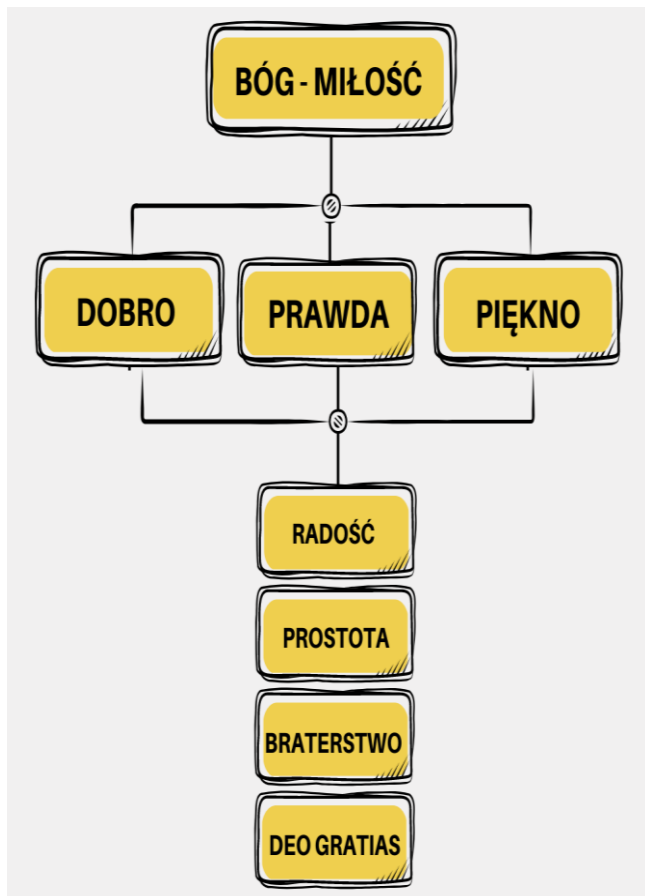 BÓG - MIŁOŚĆ
DOBRO
PRAWDA
PIĘKNO
RADOŚĆ
PROSTOTA
BRATERSTWO
DEO GRATIAS